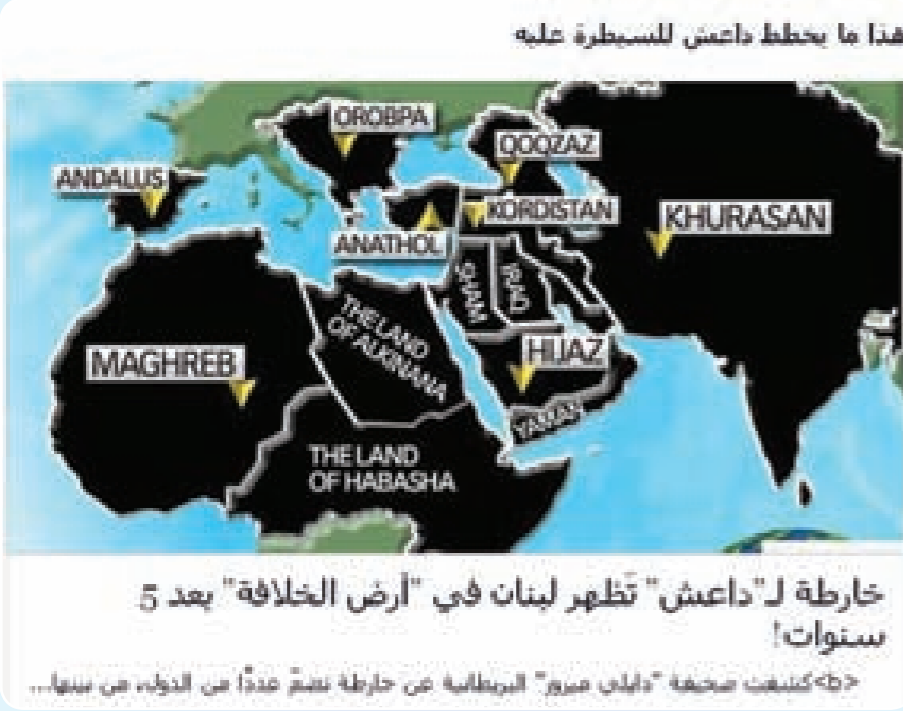 هذا ما يخطط داعش للسيطرة عليه
OROBPA
QOQZAZ
ANDALUS
KORDISTAN
KHURASAN
ANATHOL
SHAM
IRAQ
THE LAND
OF ALKINANA
HIJAZ
MAGHREB
YAMAN
THE LAND
OF HABASHA
خارطة لـ"داعش" تُظهر لبنان في "أرض الخلافة" بعد 5
سنوات!
<b>كشفت صحيفة "دايلي ميرور" البريطانية عن خارطة تضمّ عددًا من الدول، من بينها...